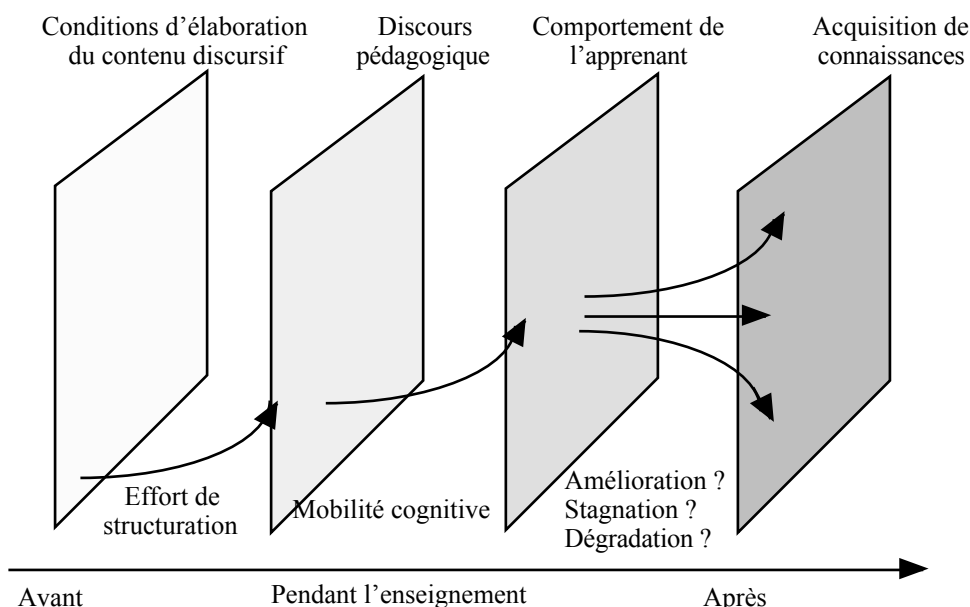 Conditions d’élaboration
du contenu discursif
Discours
pédagogique
Comportement de
l’apprenant
Acquisition de
connaissances
Effort de
structuration
Mobilité cognitive
Amélioration ?
Stagnation ?
Dégradation ?
Avant
Pendant l’enseignement
Après